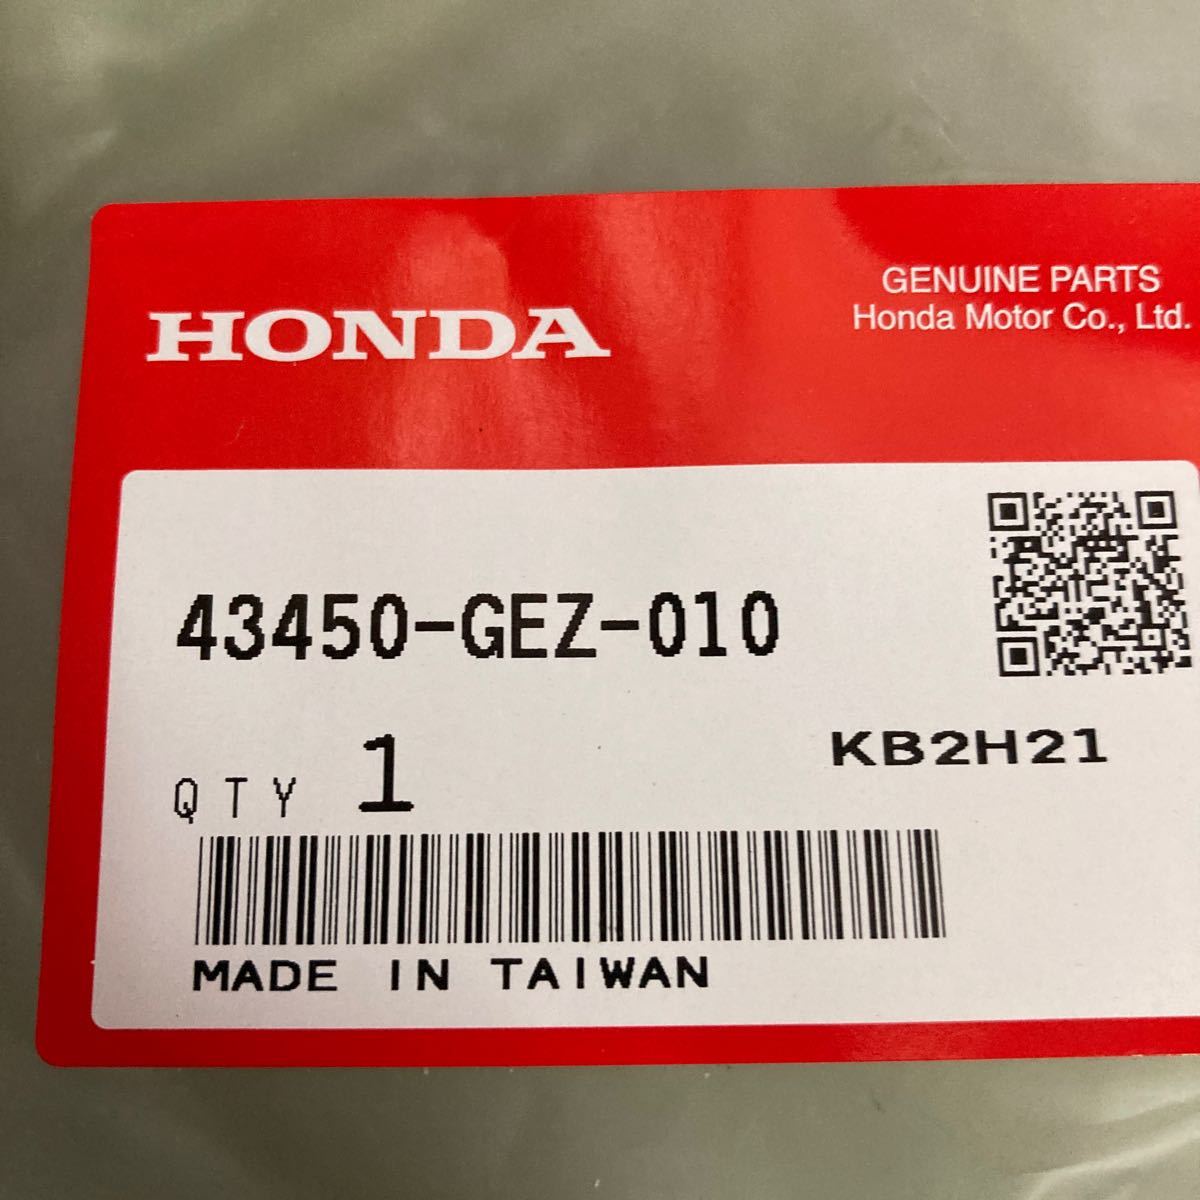 HONDA
GENUINE PARTS
Honda Motor Co., Ltd.
43450-GEZ-010
QTY 1
KB2H21
MADE IN TAIWAN